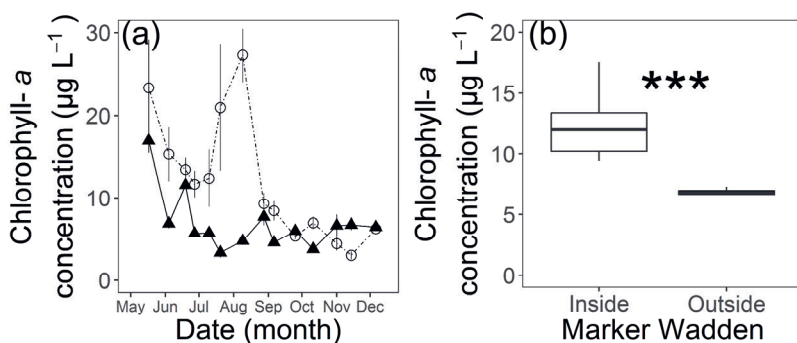 (a)
Chlorophyll- a
concentration (µg L⁻¹)
30
20
10
0
May Jun Jul Aug Sep Oct Nov Dec
Date (month)
(b)
Chlorophyll- a
concentration (µg L⁻¹)
20
15
10
5
0
***
Inside Outside
Marker Wadden